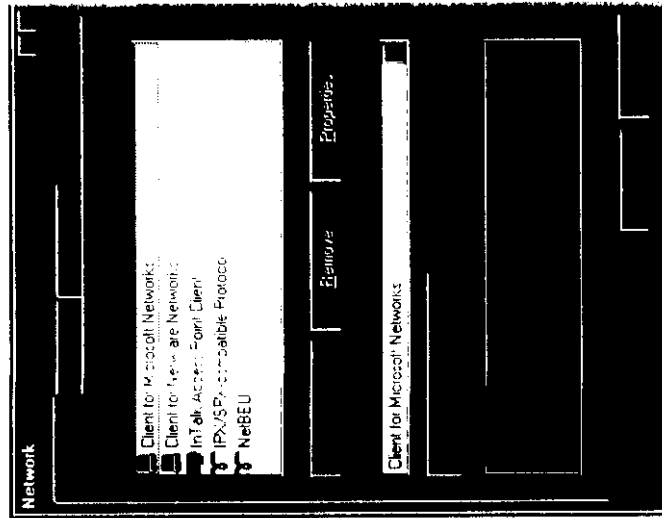 Network
Client for Microsoft Networks
Client for NetWare Networks
InTalk Access Point Client
IPX/SPX-compatible Protocol
NetBEUI
Remove
Properties
Client for Microsoft Networks